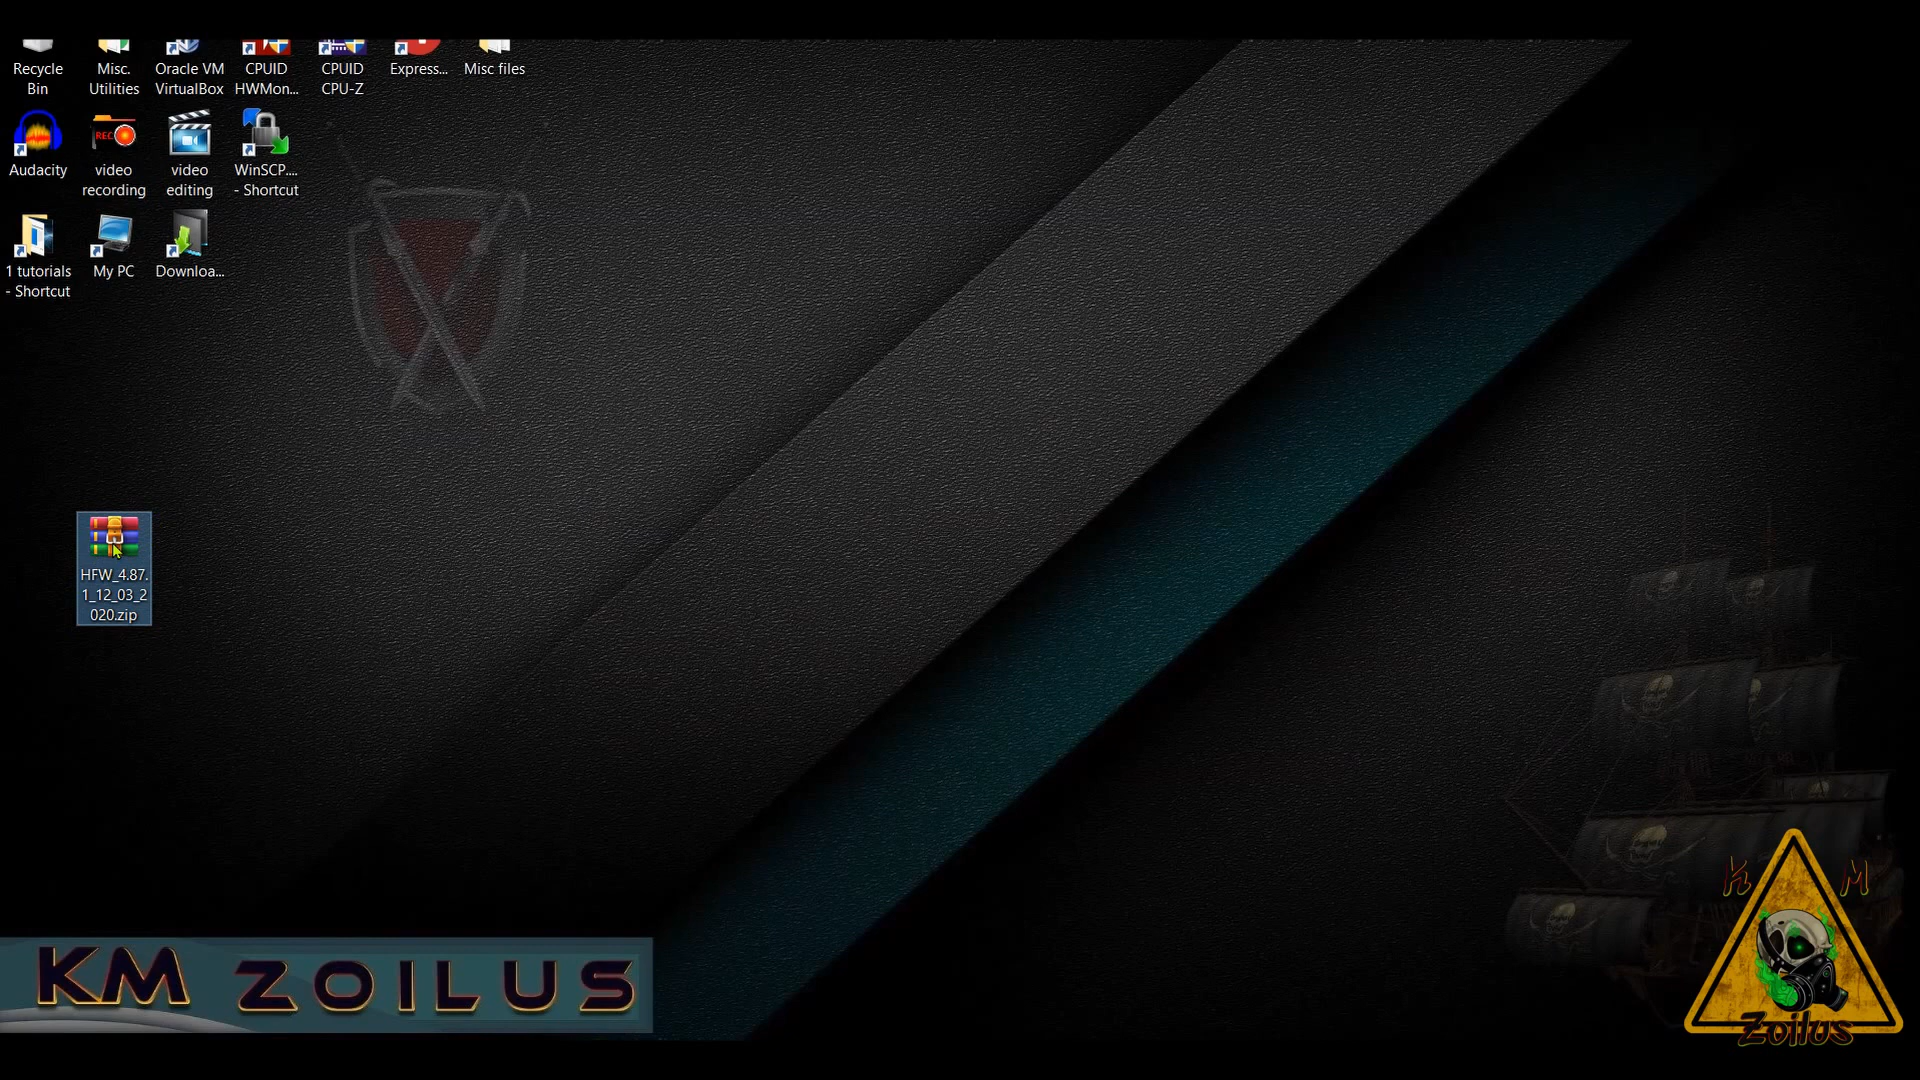 Recycle
Bin
Misc.
Utilities
Oracle VM
VirtualBox
CPUID
HWMon...
CPUID
CPU-Z
Express...
Misc files
Audacity
REC
video
recording
video
editing
WinSCP....
- Shortcut
1 tutorials
- Shortcut
My PC
Downloa...
HFW_4.87.
1_12_03_2
020.zip
KM ZOILUS
K M
Zoilus